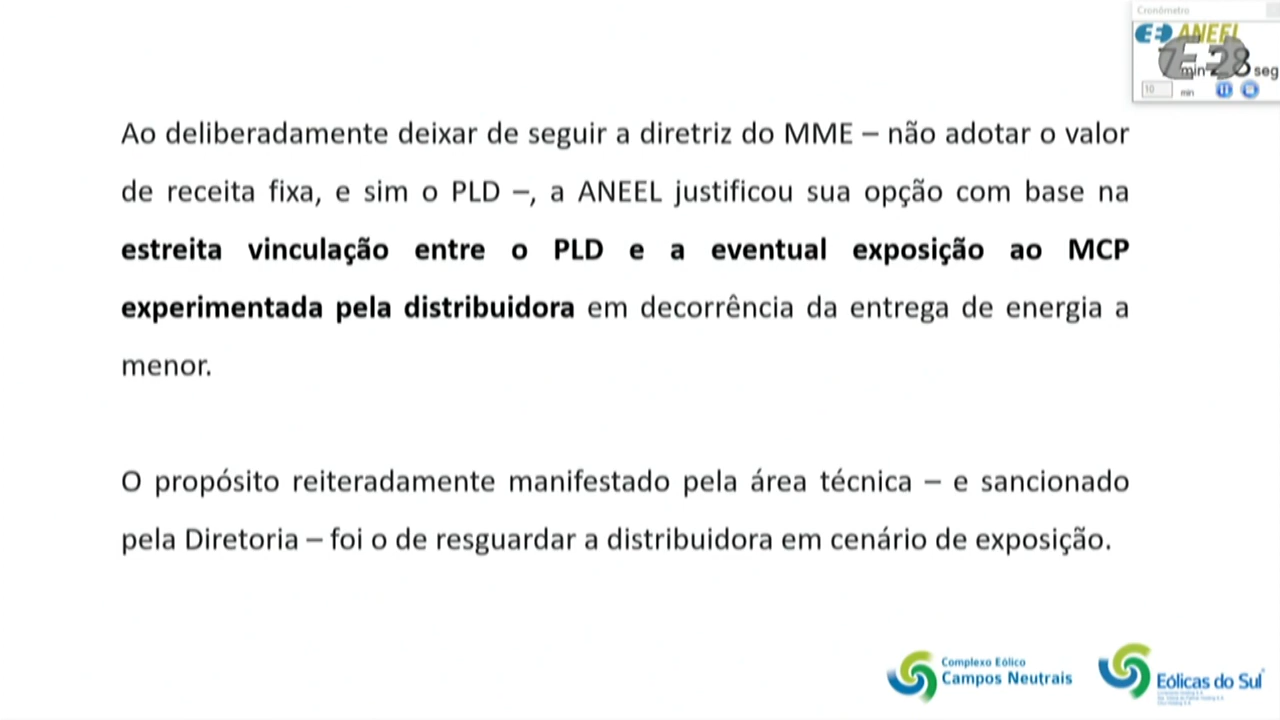 Cronômetro
ANEEL
7 min 28 seg
10 min
Ao deliberadamente deixar de seguir a diretriz do MME – não adotar o valor
de receita fixa, e sim o PLD –, a ANEEL justificou sua opção com base na
estreita vinculação entre o PLD e a eventual exposição ao MCP
experimentada pela distribuidora em decorrência da entrega de energia a
menor.
O propósito reiteradamente manifestado pela área técnica – e sancionado
pela Diretoria – foi o de resguardar a distribuidora em cenário de exposição.
Complexo Eólico
Campos Neutrais
Eólicas do Sul